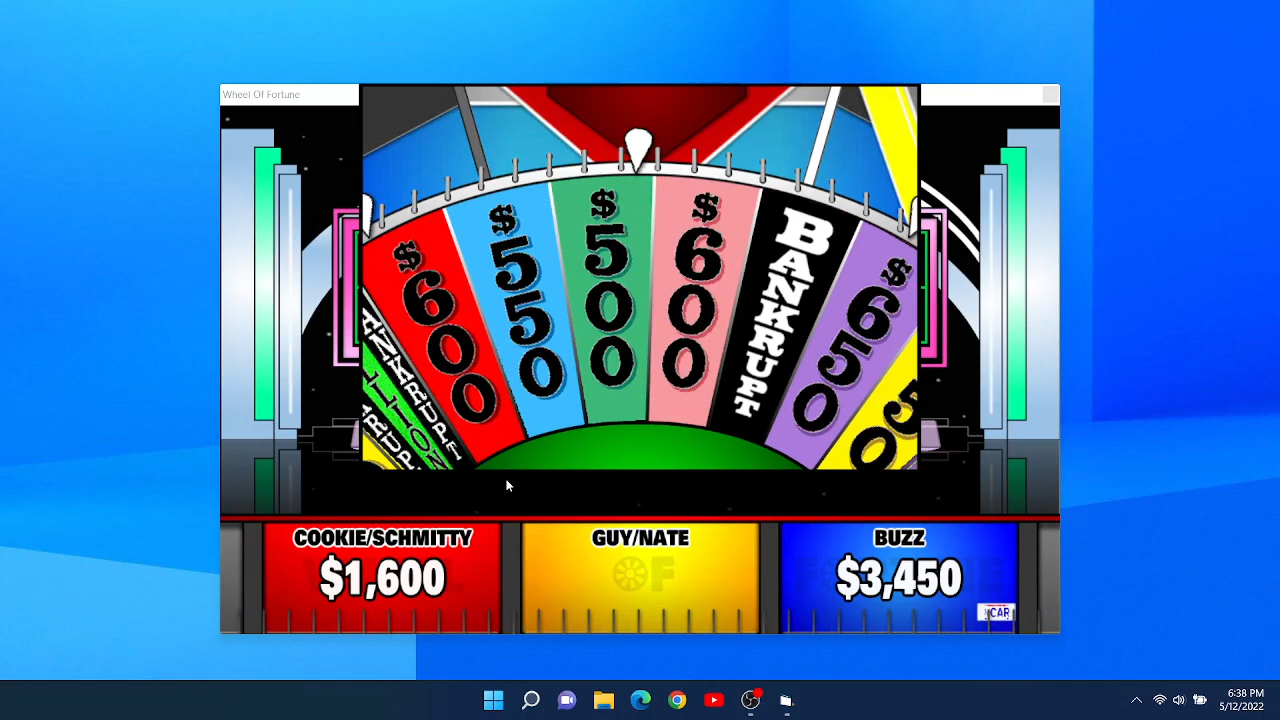 Wheel Of Fortune
$600
$550
$500
$600
BANKRUPT
$650
COOKIE/SCHMITTY
$1,600
GUY/NATE
OF
BUZZ
$3,450
CAR
6:38 PM
5/12/2022